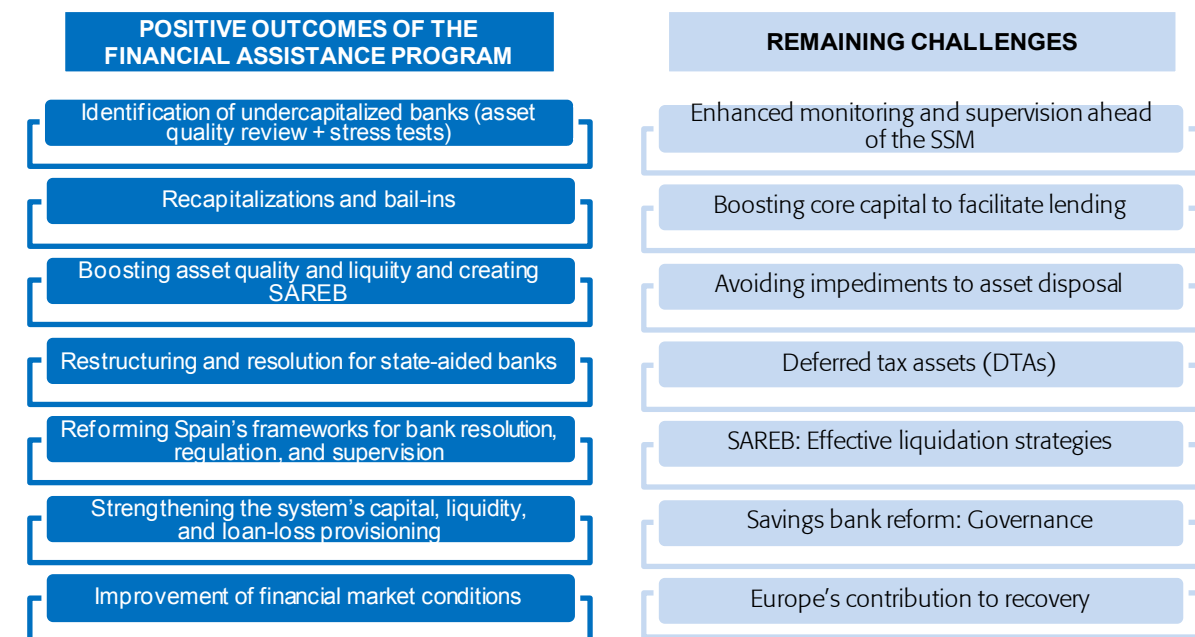 POSITIVE OUTCOMES OF THE
FINANCIAL ASSISTANCE PROGRAM
Identification of undercapitalized banks (asset
quality review + stress tests)
Recapitalizations and bail-ins
Boosting asset quality and liquiity and creating
SAREB
Restructuring and resolution for state-aided banks
Reforming Spain's frameworks for bank resolution,
regulation, and supervision
Strengthening the system's capital, liquidity,
and loan-loss provisioning
Improvement of financial market conditions
REMAINING CHALLENGES
Enhanced monitoring and supervision ahead
of the SSM
Boosting core capital to facilitate lending
Avoiding impediments to asset disposal
Deferred tax assets (DTAs)
SAREB: Effective liquidation strategies
Savings bank reform: Governance
Europe's contribution to recovery